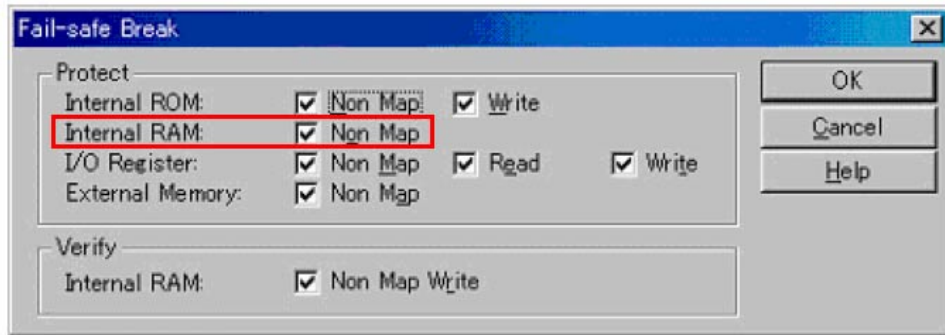 Fail-safe Break
Protect
Internal ROM: Non Map Write
Internal RAM: Non Map
I/O Register: Non Map Read Write
External Memory: Non Map
OK
Cancel
Help
Verify
Internal RAM: Non Map Write